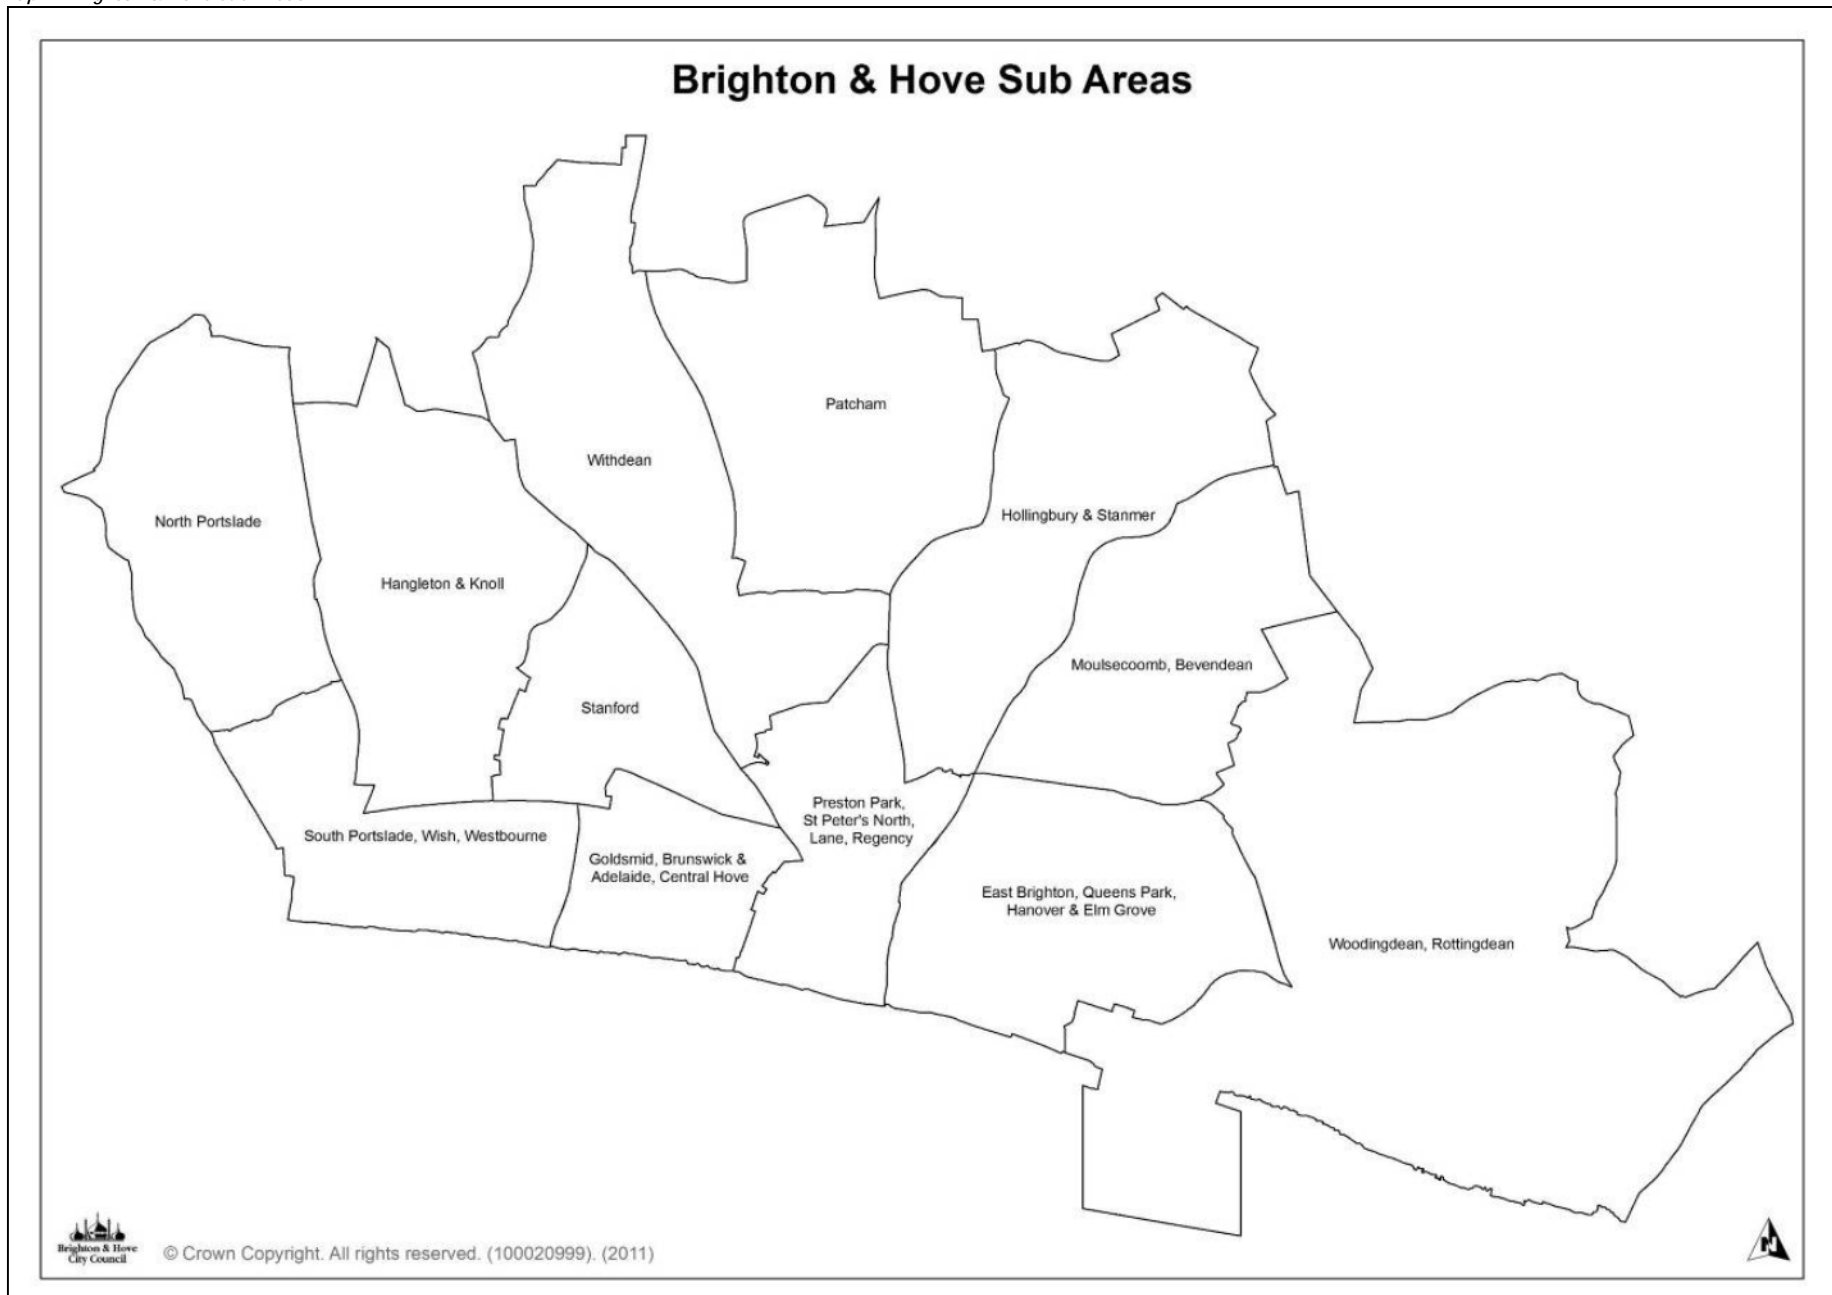 Brighton & Hove Sub Areas
Patcham
Withdean
North Portslade
Hollingbury & Stanmer
Hangleton & Knoll
Moulsecoomb, Bevendean
Stanford
Preston Park,
St Peter's North,
Lane, Regency
South Portslade, Wish, Westbourne
Goldsmid, Brunswick &
Adelaide, Central Hove
East Brighton, Queens Park,
Hanover & Elm Grove
Woodingdean, Rottingdean
Brighton & Hove
City Council
© Crown Copyright. All rights reserved. (100020999). (2011)
N